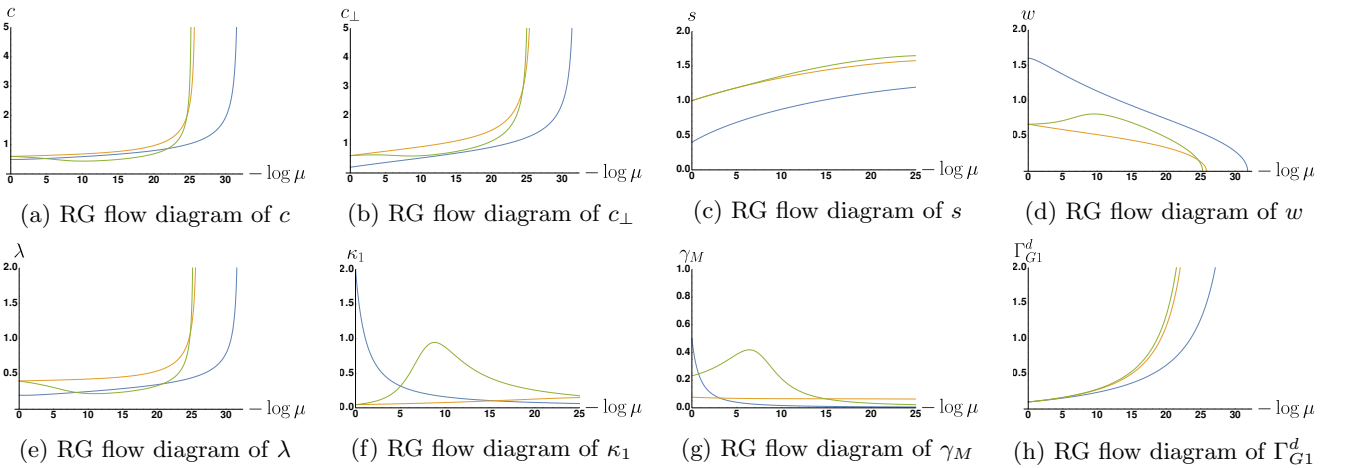 c
5
4
3
2
1
0 5 10 15 20 25 30
− log μ
(a) RG flow diagram of c
c⊥
5
4
3
2
1
0 5 10 15 20 25 30
− log μ
(b) RG flow diagram of c⊥
s
2.0
1.5
1.0
0.5
0.0
0 5 10 15 20 25
− log μ
(c) RG flow diagram of s
w
2.0
1.5
1.0
0.5
0 5 10 15 20 25 30
− log μ
(d) RG flow diagram of w
λ
2.0
1.5
1.0
0.5
0 5 10 15 20 25 30
− log μ
(e) RG flow diagram of λ
κ₁
2.0
1.5
1.0
0.5
0.0
0 5 10 15 20 25
− log μ
(f) RG flow diagram of κ₁
γ_M
1.0
0.8
0.6
0.4
0.2
0.0
0 5 10 15 20 25
− log μ
(g) RG flow diagram of γ_M
Γ^d_{G1}
2.0
1.5
1.0
0.5
0 5 10 15 20 25 30
− log μ
(h) RG flow diagram of Γ^d_{G1}